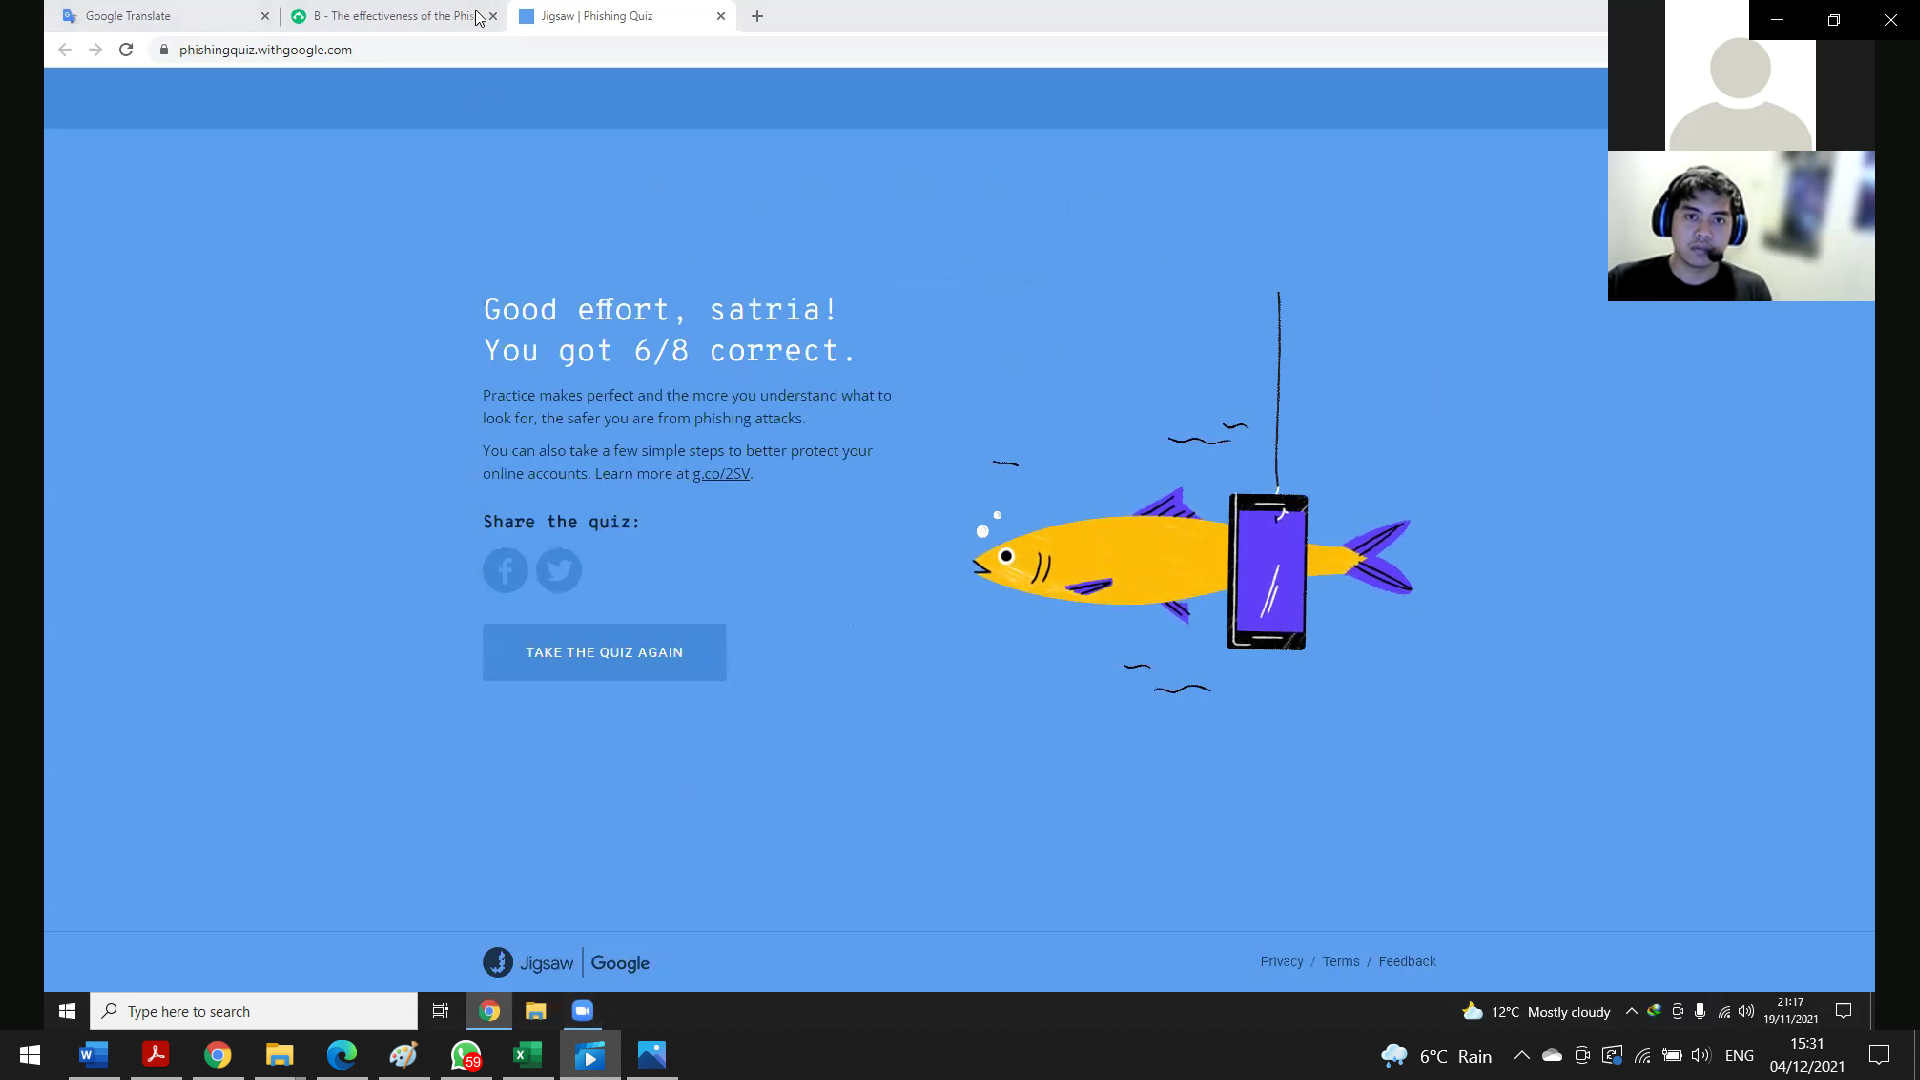 Google Translate
B - The effectiveness of the Phis
Jigsaw | Phishing Quiz
phishingquiz.withgoogle.com
Good effort, satria!
You got 6/8 correct.
Practice makes perfect and the more you understand what to
look for, the safer you are from phishing attacks.
You can also take a few simple steps to better protect your
online accounts. Learn more at g.co/2SV.
Share the quiz:
TAKE THE QUIZ AGAIN
Jigsaw | Google
Privacy / Terms / Feedback
Type here to search
12°C Mostly cloudy
21:17
19/11/2021
59
6°C Rain
ENG
15:31
04/12/2021